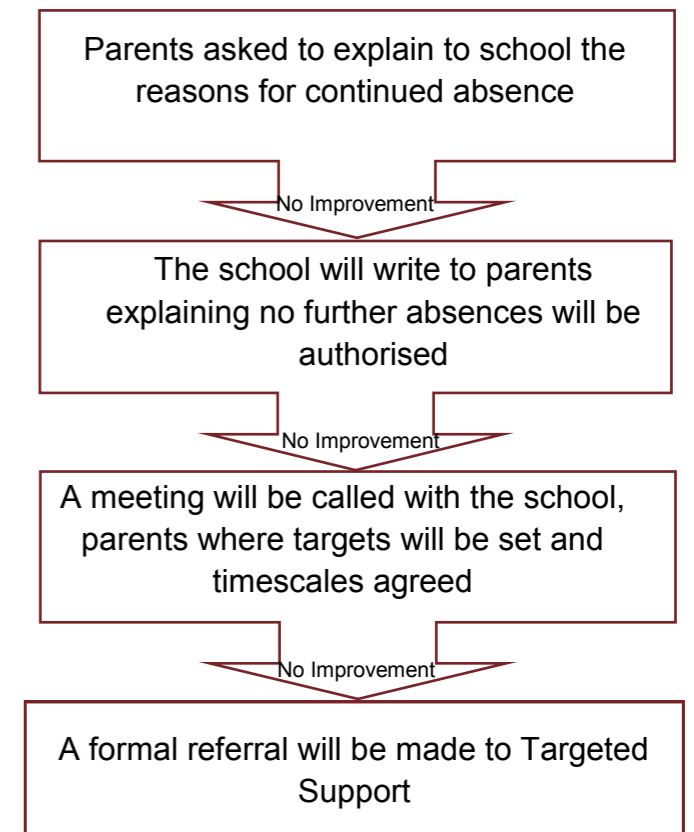 Parents asked to explain to school the
reasons for continued absence
No Improvement
The school will write to parents
explaining no further absences will be
authorised
No Improvement
A meeting will be called with the school,
parents where targets will be set and
timescales agreed
No Improvement
A formal referral will be made to Targeted
Support